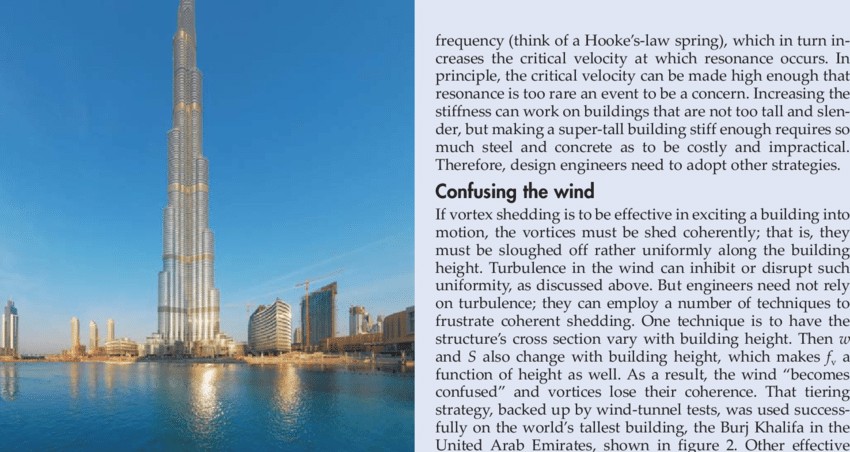 frequency (think of a Hooke's-law spring), which in turn in-
creases the critical velocity at which resonance occurs. In
principle, the critical velocity can be made high enough that
resonance is too rare an event to be a concern. Increasing the
stiffness can work on buildings that are not too tall and slen-
der, but making a super-tall building stiff enough requires so
much steel and concrete as to be costly and impractical.
Therefore, design engineers need to adopt other strategies.
Confusing the wind
If vortex shedding is to be effective in exciting a building into
motion, the vortices must be shed coherently; that is, they
must be sloughed off rather uniformly along the building
height. Turbulence in the wind can inhibit or disrupt such
uniformity, as discussed above. But engineers need not rely
on turbulence; they can employ a number of techniques to
frustrate coherent shedding. One technique is to have the
structure's cross section vary with building height. Then w
and S also change with building height, which makes fᵥ a
function of height as well. As a result, the wind "becomes
confused" and vortices lose their coherence. That tiering
strategy, backed up by wind-tunnel tests, was used success-
fully on the world's tallest building, the Burj Khalifa in the
United Arab Emirates, shown in figure 2. Other effective